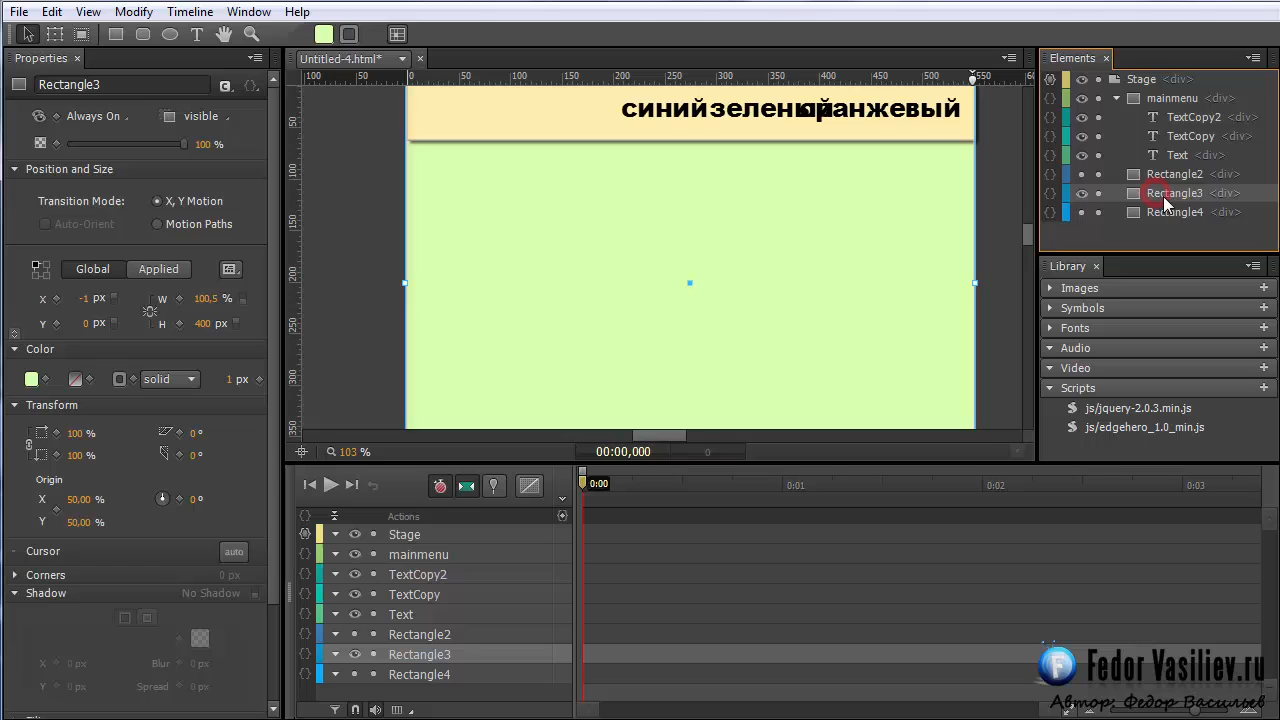 File Edit View Modify Timeline Window Help
Properties ×
Untitled-4.html* ×
Elements ×
Rectangle3
Always On
visible
100 %
Position and Size
Transition Mode: X, Y Motion
Auto-Orient Motion Paths
Global Applied
X -1 px W 100,5 %
Y 0 px H 400 px
Color
solid 1 px
Transform
100 % 0 °
100 % 0 °
Origin
X 50,00 % 0 °
Y 50,00 %
Cursor auto
Corners 0 px
Shadow No Shadow
X 0 px Blur 0 px
Y 0 px Spread 0 px
100 50 0 50 100 150 200 250 300 350 400 450 500 550
50
100
150
200
250
300
350
синий зеленый оранжевый
103 % 00:00,000 0
Stage <div>
mainmenu <div>
TextCopy2 <div>
TextCopy <div>
Text <div>
Rectangle2 <div>
Rectangle3 <div>
Rectangle4 <div>
Library ×
Images +
Symbols +
Fonts +
Audio +
Video +
Scripts +
js/jquery-2.0.3.min.js
js/edgehero_1.0_min.js
0:00 0:01 0:02 0:03
Actions
Stage
mainmenu
TextCopy2
TextCopy
Text
Rectangle2
Rectangle3
Rectangle4
Fedor Vasiliev.ru
Автор: Федор Васильев